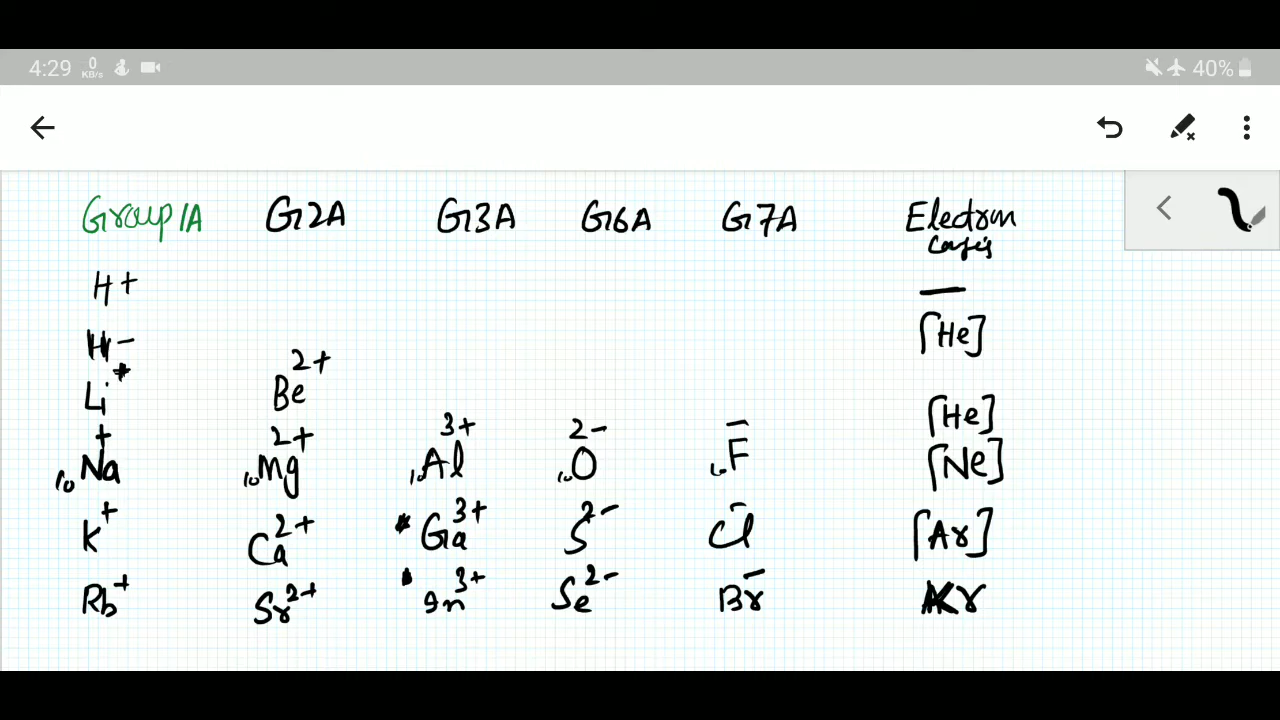 4:29 0 KB/s 40%
Group 1A G2A G3A G6A G7A Electron
H+
H- [He]
Li+ Be2+ [He]
10Na+ 10Mg2+ 10Al3+ 10O2- 10F- [Ne]
K+ Ca2+ Ga3+ S2- Cl- [Ar]
Rb+ Sr2+ In3+ Se2- Br- Kr